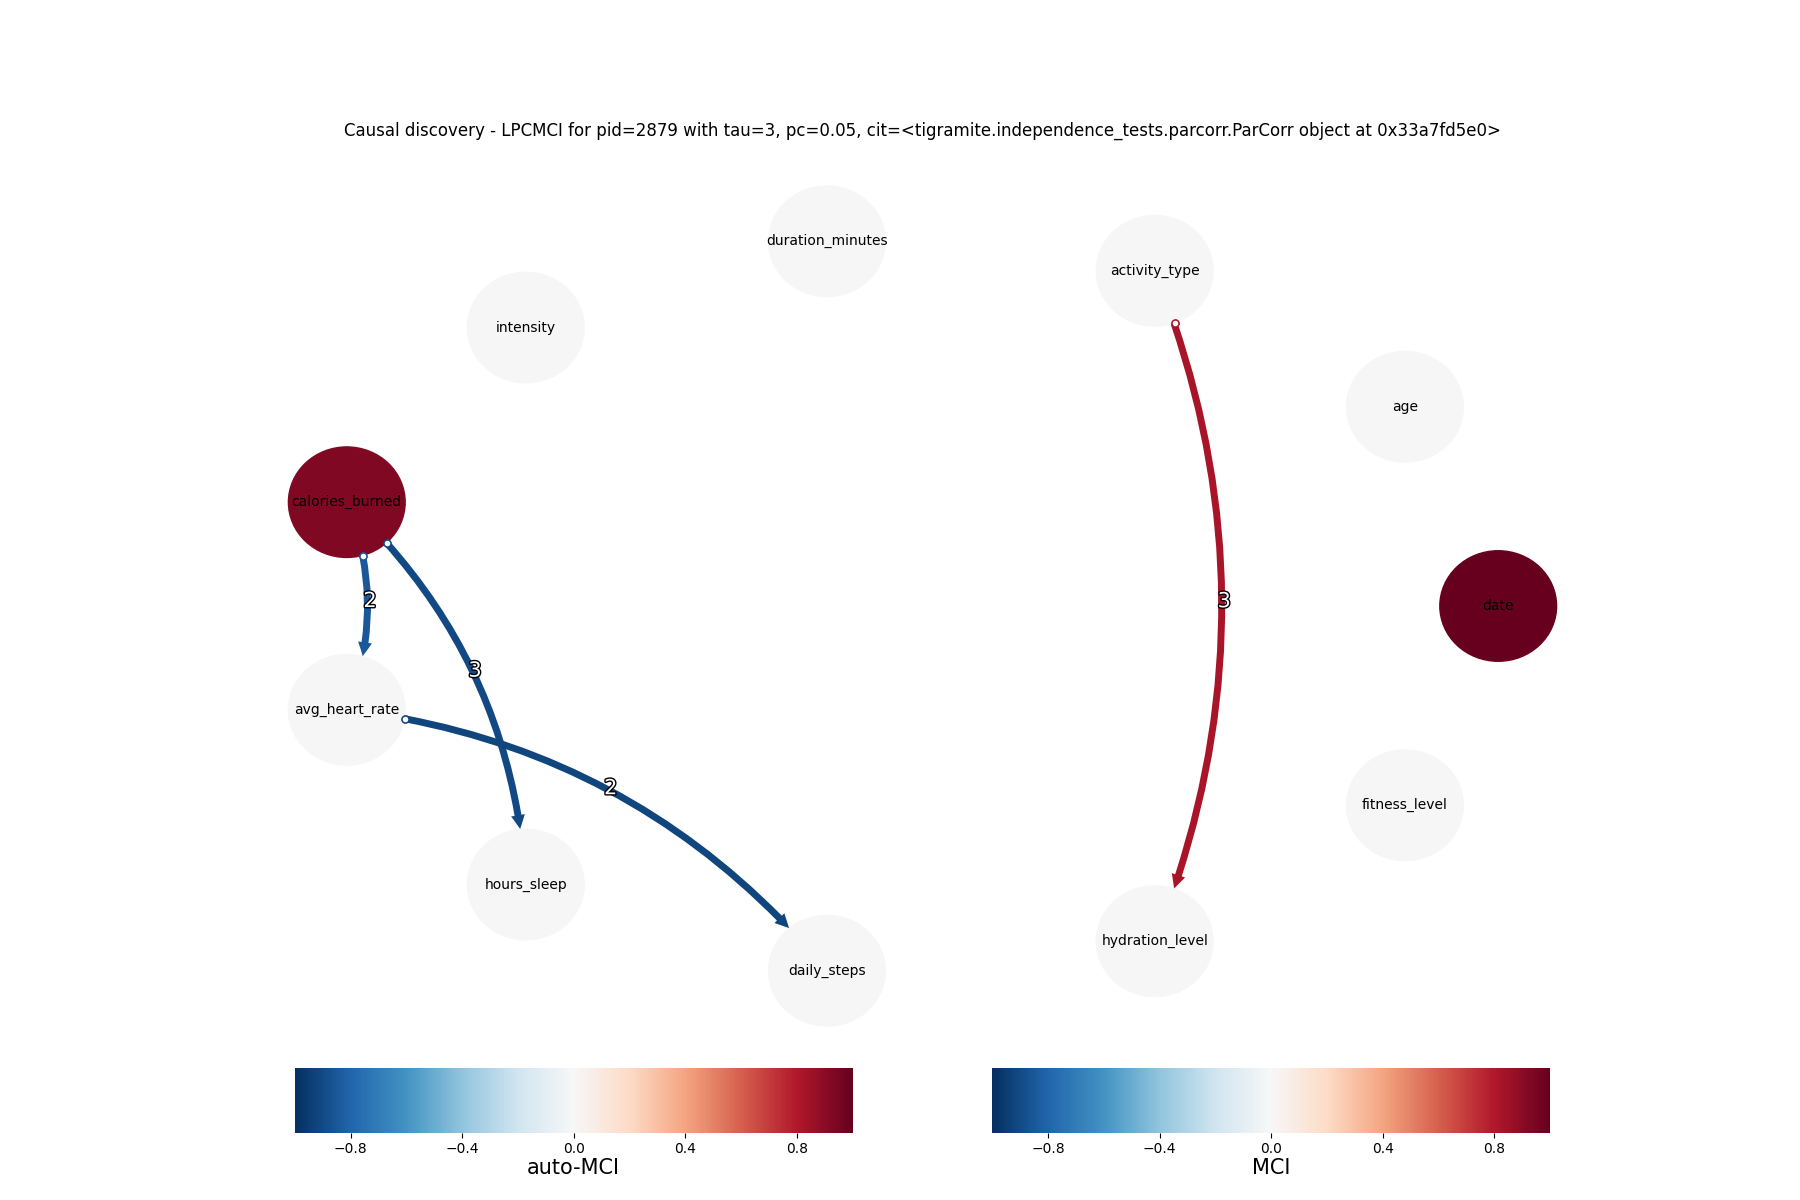 Causal discovery - LPCMCI for pid=2879 with tau=3, pc=0.05, cit=<tigramite.independence_tests.parcorr.ParCorr object at 0x33a7fd5e0>
duration_minutes
activity_type
intensity
age
calories_burned
2
3
date
3
avg_heart_rate
2
fitness_level
hours_sleep
hydration_level
daily_steps
−0.8 −0.4 0.0 0.4 0.8
auto-MCI
−0.8 −0.4 0.0 0.4 0.8
MCI